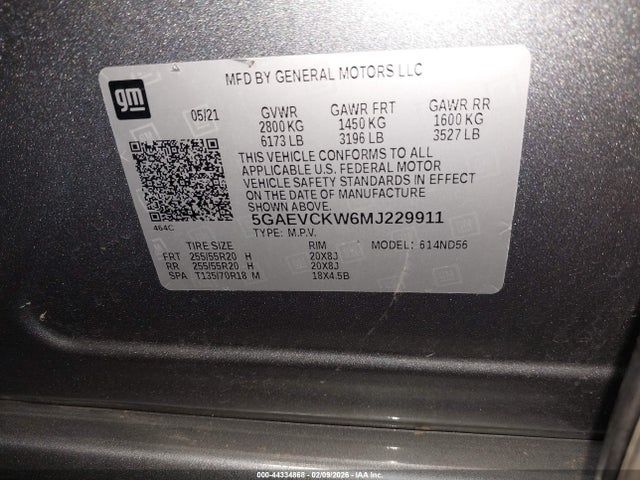 gm
MFD BY GENERAL MOTORS LLC
05/21 GVWR GAWR FRT GAWR RR
2800 KG 1450 KG 1600 KG
6173 LB 3196 LB 3527 LB
THIS VEHICLE CONFORMS TO ALL
APPLICABLE U.S. FEDERAL MOTOR
VEHICLE SAFETY STANDARDS IN EFFECT
ON THE DATE OF MANUFACTURE
SHOWN ABOVE.
464C
5GAEVCKW6MJ229911
TYPE: M.P.V.
TIRE SIZE RIM MODEL: 614ND56
FRT 255/55R20 H 20X8J
RR 255/55R20 H 20X8J
SPA T135/70R18 M 18X4.5B
000-44334868 - 02/09/2026 -